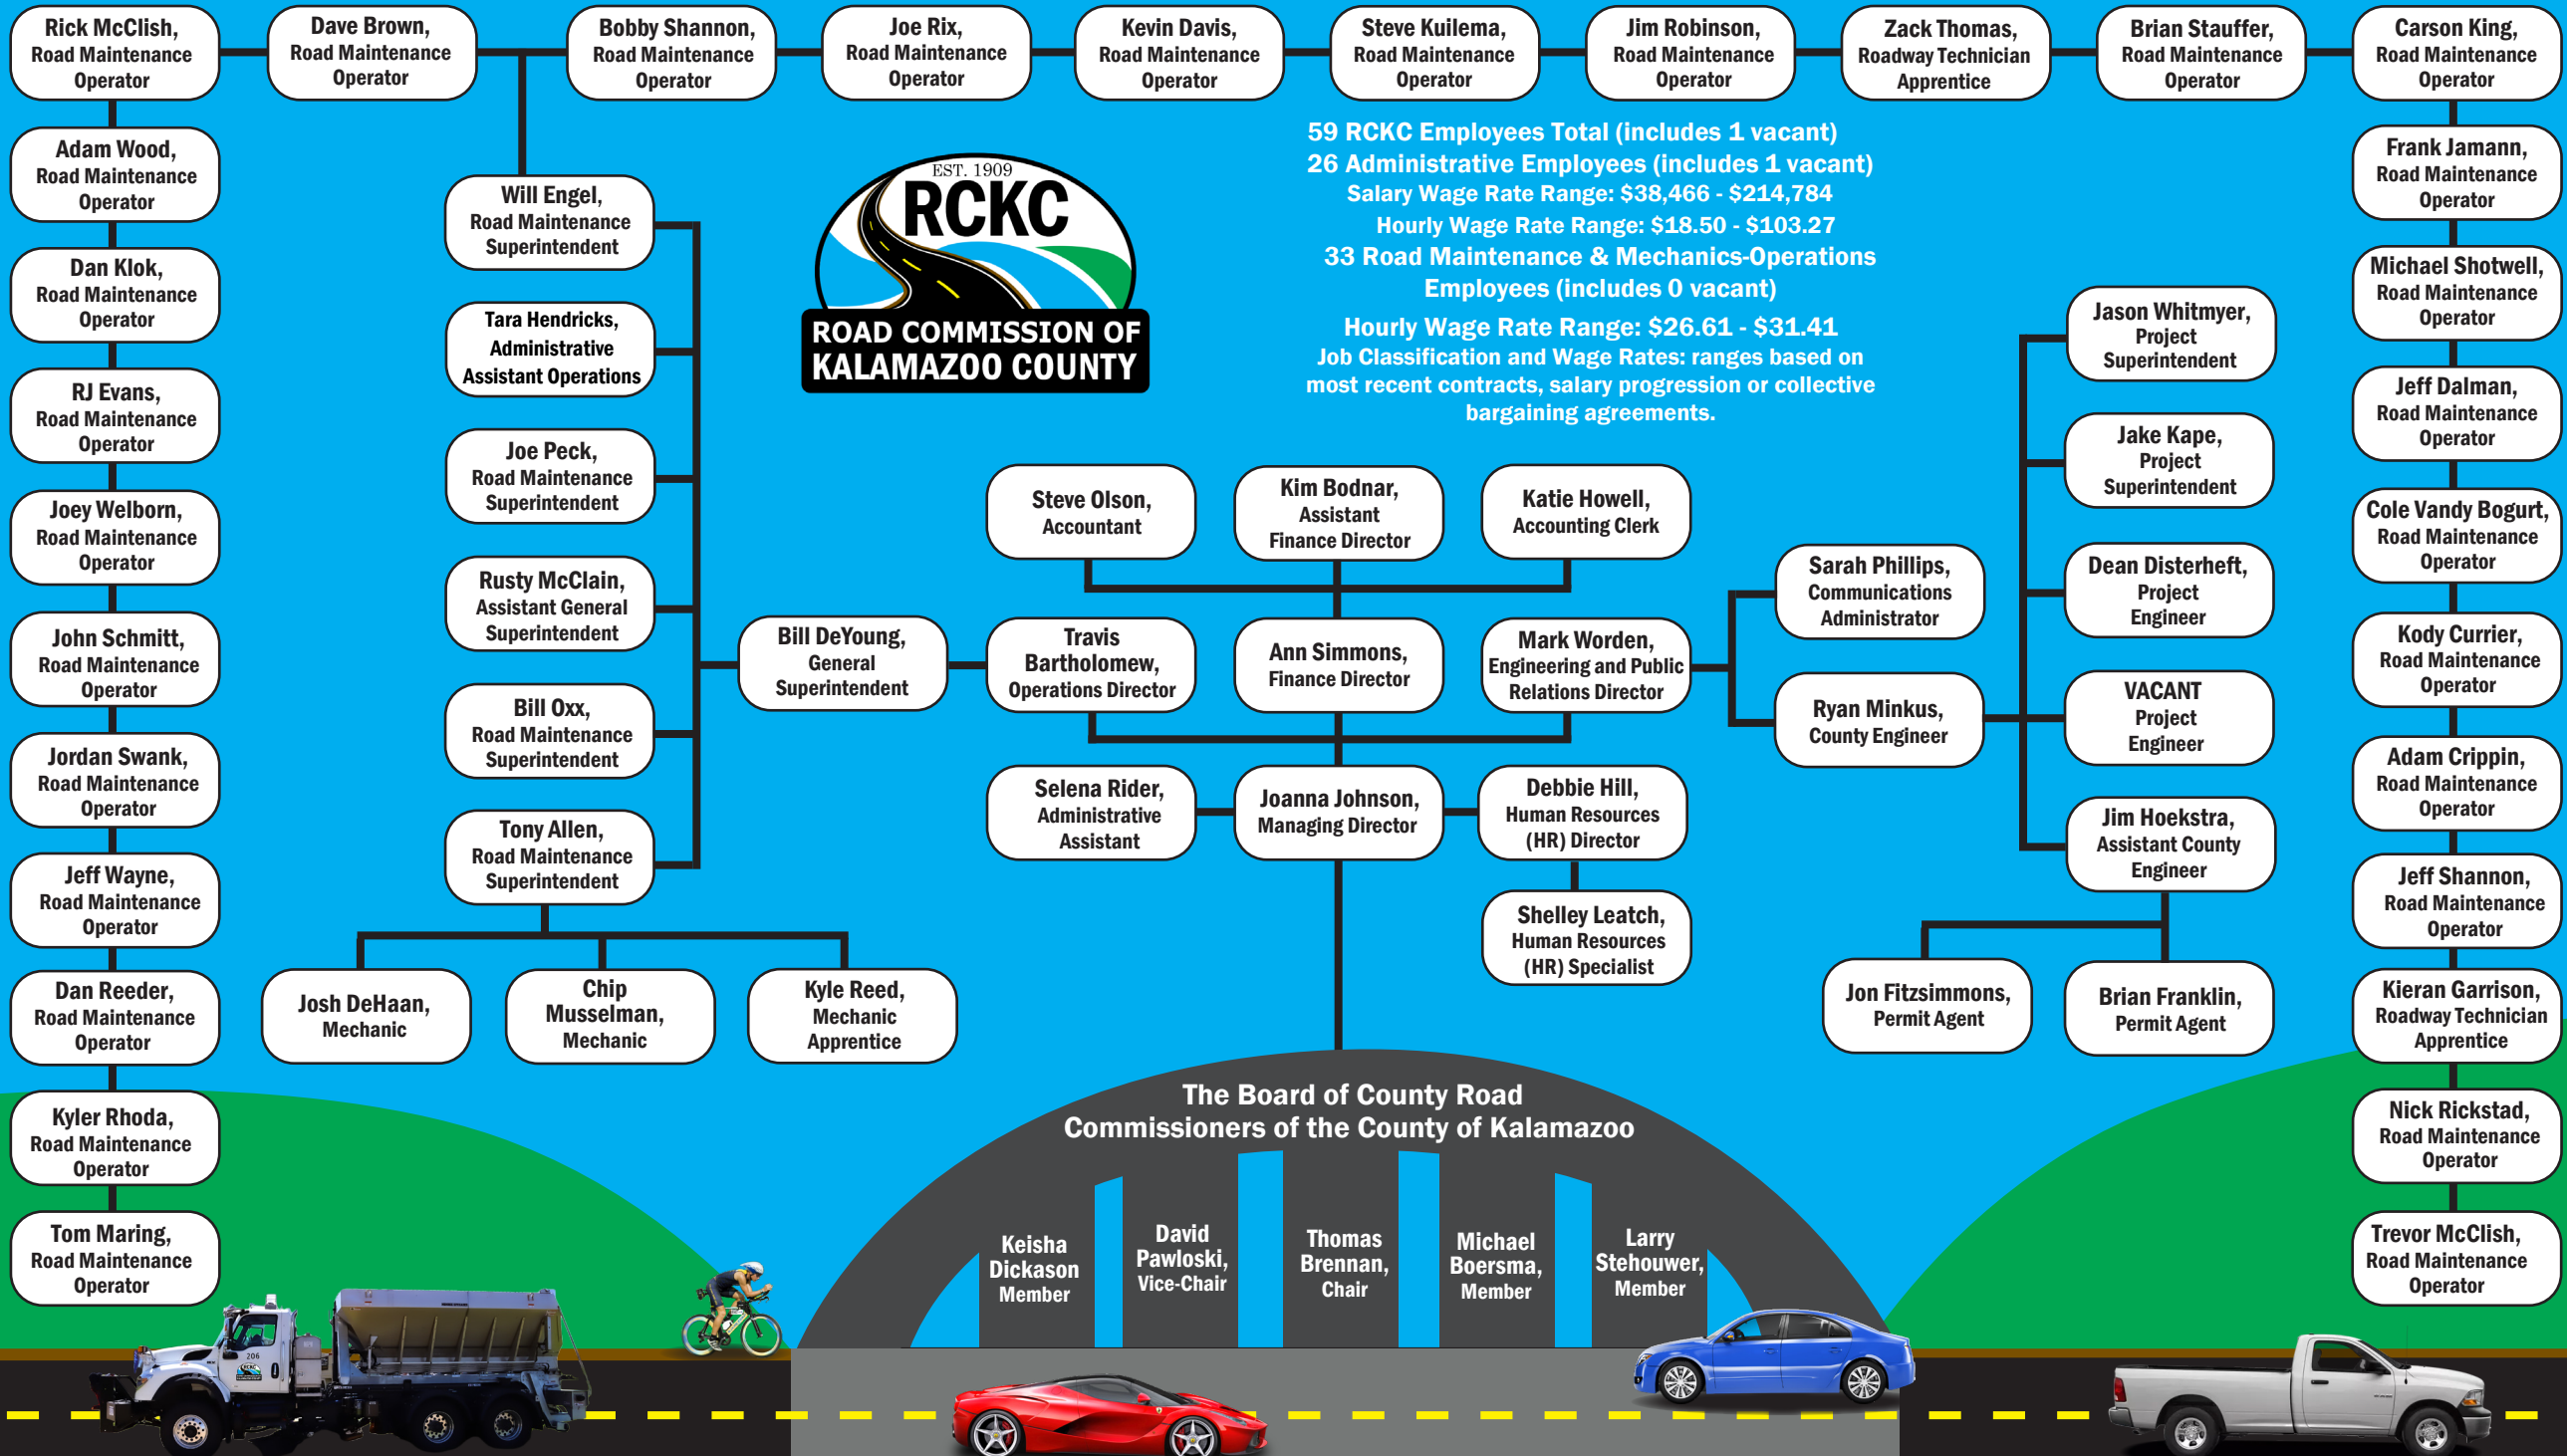 Rick McClish,
Road Maintenance
Operator
Dave Brown,
Road Maintenance
Operator
Bobby Shannon,
Road Maintenance
Operator
Joe Rix,
Road Maintenance
Operator
Kevin Davis,
Road Maintenance
Operator
Steve Kuilema,
Road Maintenance
Operator
Jim Robinson,
Road Maintenance
Operator
Zack Thomas,
Roadway Technician
Apprentice
Brian Stauffer,
Road Maintenance
Operator
Carson King,
Road Maintenance
Operator
Adam Wood,
Road Maintenance
Operator
Dan Klok,
Road Maintenance
Operator
RJ Evans,
Road Maintenance
Operator
Joey Welborn,
Road Maintenance
Operator
John Schmitt,
Road Maintenance
Operator
Jordan Swank,
Road Maintenance
Operator
Jeff Wayne,
Road Maintenance
Operator
Dan Reeder,
Road Maintenance
Operator
Kyler Rhoda,
Road Maintenance
Operator
Tom Maring,
Road Maintenance
Operator
Will Engel,
Road Maintenance
Superintendent
Tara Hendricks,
Administrative
Assistant Operations
Joe Peck,
Road Maintenance
Superintendent
Rusty McClain,
Assistant General
Superintendent
Bill Oxx,
Road Maintenance
Superintendent
Tony Allen,
Road Maintenance
Superintendent
Josh DeHaan,
Mechanic
Chip
Musselman,
Mechanic
Kyle Reed,
Mechanic
Apprentice
EST. 1909
RCKC
ROAD COMMISSION OF
KALAMAZOO COUNTY
59 RCKC Employees Total (includes 1 vacant)
26 Administrative Employees (includes 1 vacant)
Salary Wage Rate Range: $38,466 - $214,784
Hourly Wage Rate Range: $18.50 - $103.27
33 Road Maintenance & Mechanics-Operations
Employees (includes 0 vacant)
Hourly Wage Rate Range: $26.61 - $31.41
Job Classification and Wage Rates: ranges based on
most recent contracts, salary progression or collective
bargaining agreements.
Steve Olson,
Accountant
Kim Bodnar,
Assistant
Finance Director
Katie Howell,
Accounting Clerk
Bill DeYoung,
General
Superintendent
Travis
Bartholomew,
Operations Director
Ann Simmons,
Finance Director
Mark Worden,
Engineering and Public
Relations Director
Selena Rider,
Administrative
Assistant
Joanna Johnson,
Managing Director
Debbie Hill,
Human Resources
(HR) Director
Shelley Leatch,
Human Resources
(HR) Specialist
Sarah Phillips,
Communications
Administrator
Ryan Minkus,
County Engineer
Jason Whitmyer,
Project
Superintendent
Jake Kape,
Project
Superintendent
Dean Disterheft,
Project
Engineer
VACANT
Project
Engineer
Jim Hoekstra,
Assistant County
Engineer
Jon Fitzsimmons,
Permit Agent
Brian Franklin,
Permit Agent
Frank Jamann,
Road Maintenance
Operator
Michael Shotwell,
Road Maintenance
Operator
Jeff Dalman,
Road Maintenance
Operator
Cole Vandy Bogurt,
Road Maintenance
Operator
Kody Currier,
Road Maintenance
Operator
Adam Crippin,
Road Maintenance
Operator
Jeff Shannon,
Road Maintenance
Operator
Kieran Garrison,
Roadway Technician
Apprentice
Nick Rickstad,
Road Maintenance
Operator
Trevor McClish,
Road Maintenance
Operator
The Board of County Road
Commissioners of the County of Kalamazoo
Keisha
Dickason
Member
David
Pawloski,
Vice-Chair
Thomas
Brennan,
Chair
Michael
Boersma,
Member
Larry
Stehouwer,
Member
206
RCKC